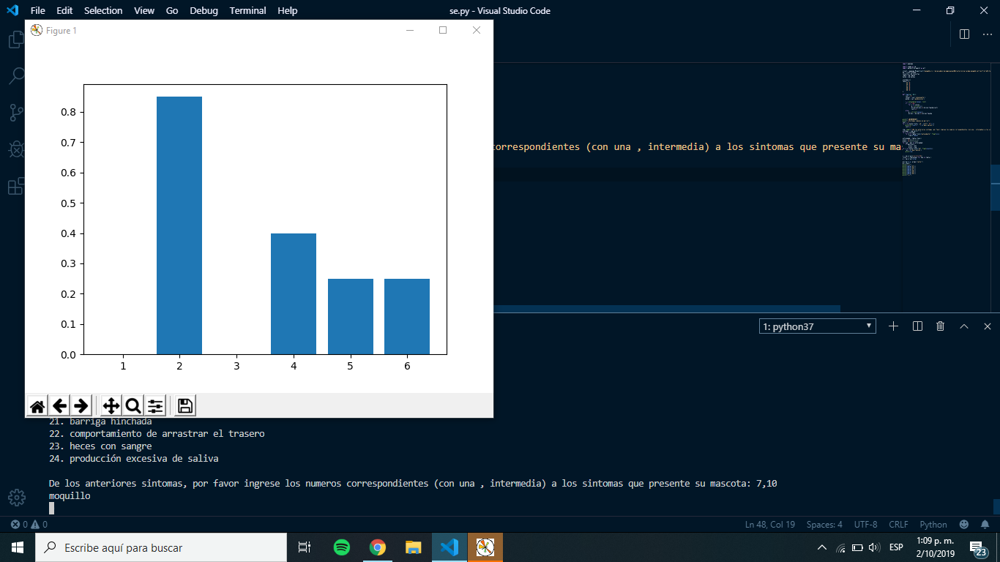 File Edit Selection View Go Debug Terminal Help
se.py - Visual Studio Code
Figure 1
0.8
0.7
0.6
0.5
0.4
0.3
0.2
0.1
0.0
1 2 3 4 5 6
correspondientes (con una , intermedia) a los sintomas que presente su ma
1: python37
21. barriga hinchada
22. comportamiento de arrastrar el trasero
23. heces con sangre
24. producción excesiva de saliva
De los anteriores sintomas, por favor ingrese los numeros correspondientes (con una , intermedia) a los sintomas que presente su mascota: 7,10
moquillo
0 0
Ln 48, Col 19 Spaces: 4 UTF-8 CRLF Python
Escribe aquí para buscar
ESP
1:09 p. m.
2/10/2019
23